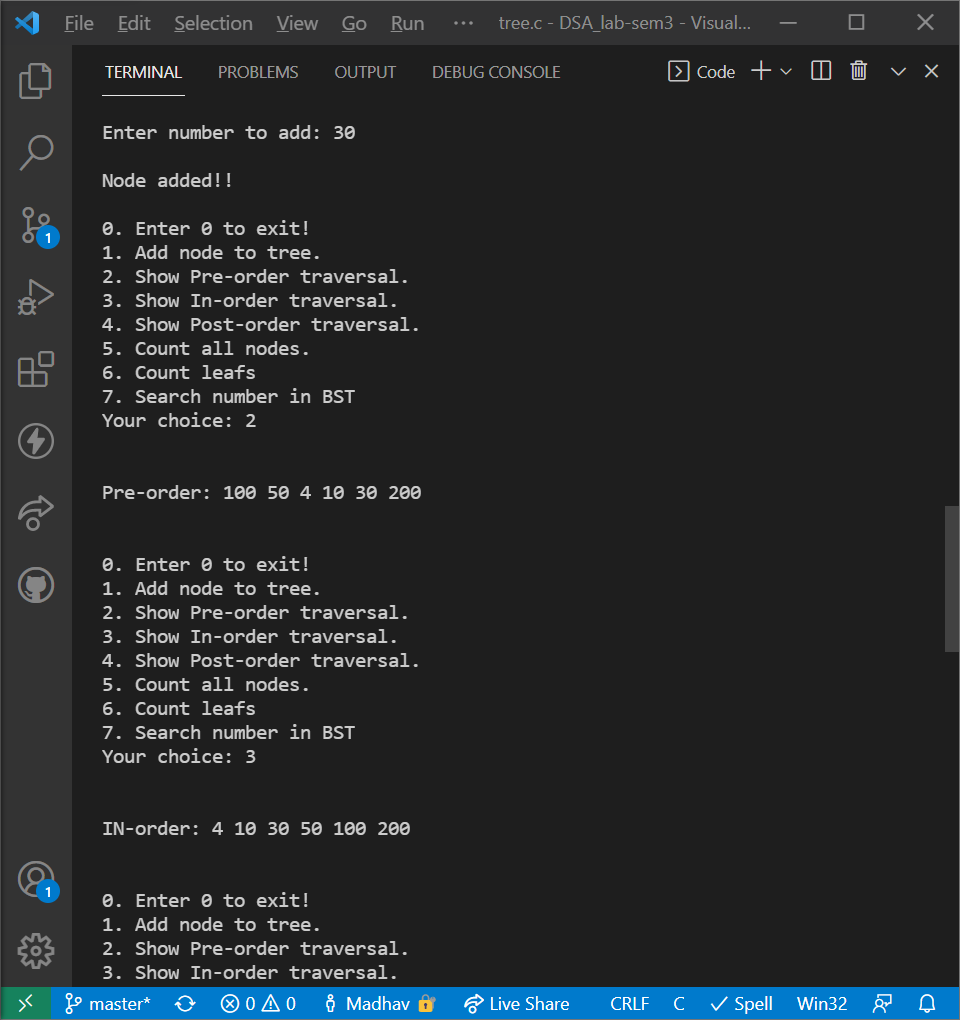 File Edit Selection View Go Run ··· tree.c - DSA_lab-sem3 - Visual...
TERMINAL PROBLEMS OUTPUT DEBUG CONSOLE Code
Enter number to add: 30
Node added!!
0. Enter 0 to exit!
1. Add node to tree.
2. Show Pre-order traversal.
3. Show In-order traversal.
4. Show Post-order traversal.
5. Count all nodes.
6. Count leafs
7. Search number in BST
Your choice: 2
Pre-order: 100 50 4 10 30 200
0. Enter 0 to exit!
1. Add node to tree.
2. Show Pre-order traversal.
3. Show In-order traversal.
4. Show Post-order traversal.
5. Count all nodes.
6. Count leafs
7. Search number in BST
Your choice: 3
IN-order: 4 10 30 50 100 200
0. Enter 0 to exit!
1. Add node to tree.
2. Show Pre-order traversal.
3. Show In-order traversal.
1
1
master* 0 0 Madhav Live Share CRLF C Spell Win32